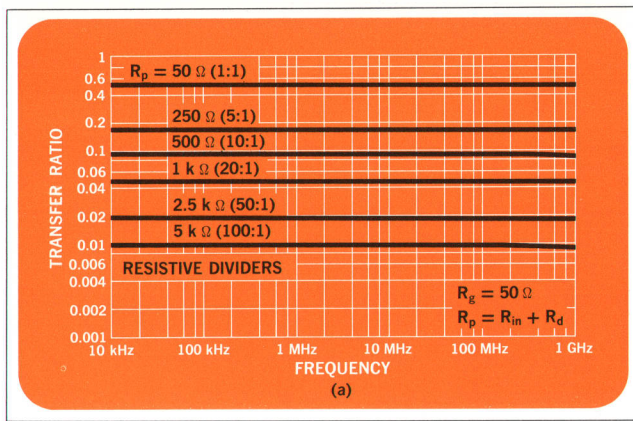 1
0.6
0.4
0.2
0.1
0.06
0.04
0.02
0.01
0.006
0.004
0.002
0.001
TRANSFER RATIO
Rp = 50 Ω (1:1)
250 Ω (5:1)
500 Ω (10:1)
1 k Ω (20:1)
2.5 k Ω (50:1)
5 k Ω (100:1)
RESISTIVE DIVIDERS
Rg = 50 Ω
Rp = Rin + Rd
10 kHz 100 kHz 1 MHz 10 MHz 100 MHz 1 GHz
FREQUENCY
(a)